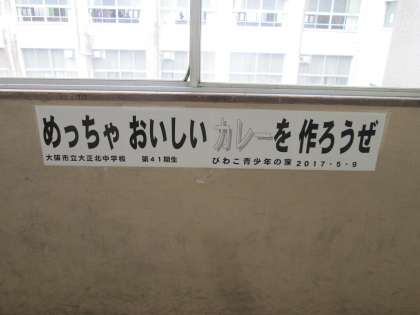 めっちゃ おいしい カレーを 作ろうぜ
大阪市立大正北中学校 第41期生 びわこ青少年の家 2017・5・9